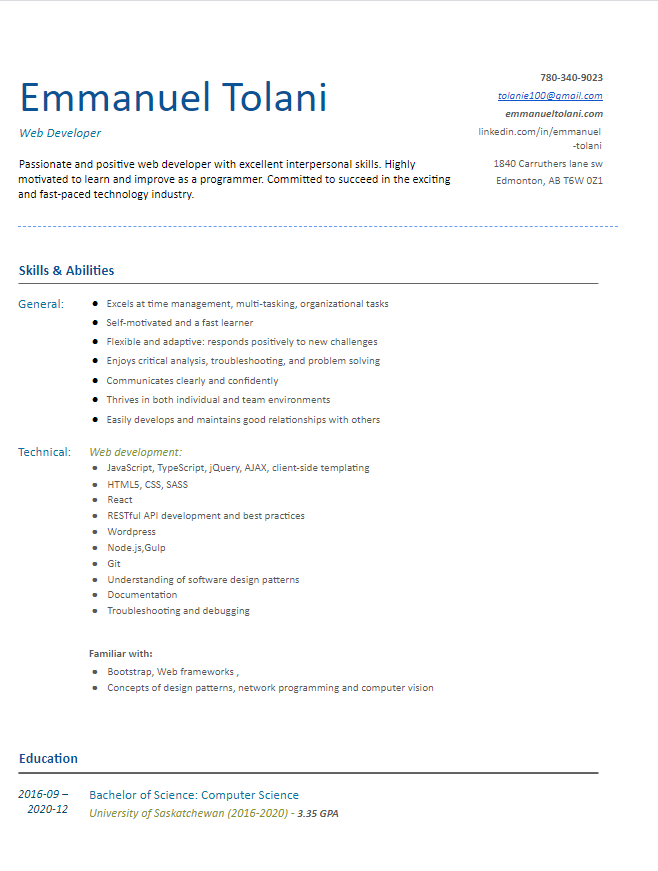 Emmanuel Tolani
Web Developer
Passionate and positive web developer with excellent interpersonal skills. Highly
motivated to learn and improve as a programmer. Committed to succeed in the exciting
and fast-paced technology industry.
780-340-9023
tolanie100@gmail.com
emmanueltolani.com
linkedin.com/in/emmanuel
-tolani
1840 Carruthers lane sw
Edmonton, AB T6W 0Z1
Skills & Abilities
General:
● Excels at time management, multi-tasking, organizational tasks
● Self-motivated and a fast learner
● Flexible and adaptive: responds positively to new challenges
● Enjoys critical analysis, troubleshooting, and problem solving
● Communicates clearly and confidently
● Thrives in both individual and team environments
● Easily develops and maintains good relationships with others
Technical:
Web development:
● JavaScript, TypeScript, jQuery, AJAX, client-side templating
● HTML5, CSS, SASS
● React
● RESTful API development and best practices
● Wordpress
● Node.js,Gulp
● Git
● Understanding of software design patterns
● Documentation
● Troubleshooting and debugging
Familiar with:
● Bootstrap, Web frameworks ,
● Concepts of design patterns, network programming and computer vision
Education
2016-09 –
2020-12
Bachelor of Science: Computer Science
University of Saskatchewan (2016-2020) - 3.35 GPA